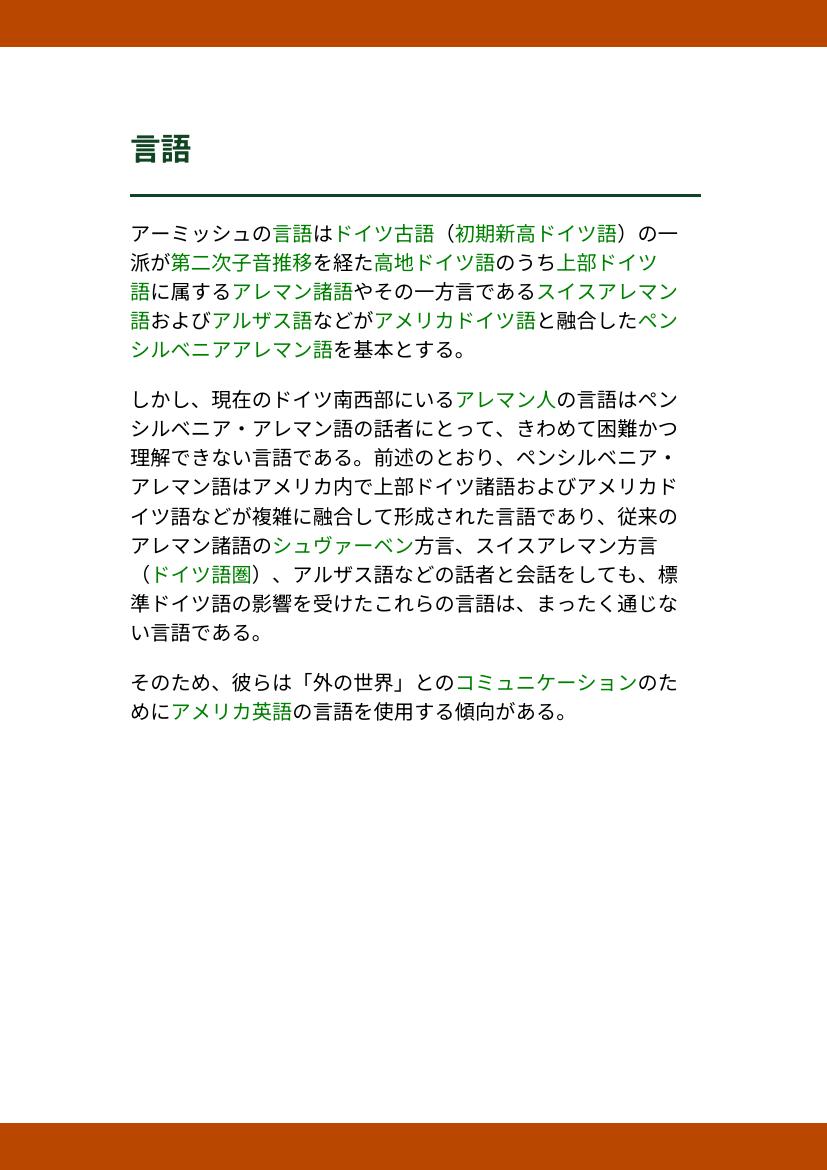 言語
アーミッシュの言語はドイツ古語（初期新高ドイツ語）の一
派が第二次子音推移を経た高地ドイツ語のうち上部ドイツ
語に属するアレマン諸語やその一方言であるスイスアレマン
語およびアルザス語などがアメリカドイツ語と融合したペン
シルベニアアレマン語を基本とする。
しかし、現在のドイツ南西部にいるアレマン人の言語はペン
シルベニア・アレマン語の話者にとって、きわめて困難かつ
理解できない言語である。前述のとおり、ペンシルベニア・
アレマン語はアメリカ内で上部ドイツ諸語およびアメリカド
イツ語などが複雑に融合して形成された言語であり、従来の
アレマン諸語のシュヴァーベン方言、スイスアレマン方言
（ドイツ語圏）、アルザス語などの話者と会話をしても、標
準ドイツ語の影響を受けたこれらの言語は、まったく通じな
い言語である。
そのため、彼らは「外の世界」とのコミュニケーションのた
めにアメリカ英語の言語を使用する傾向がある。